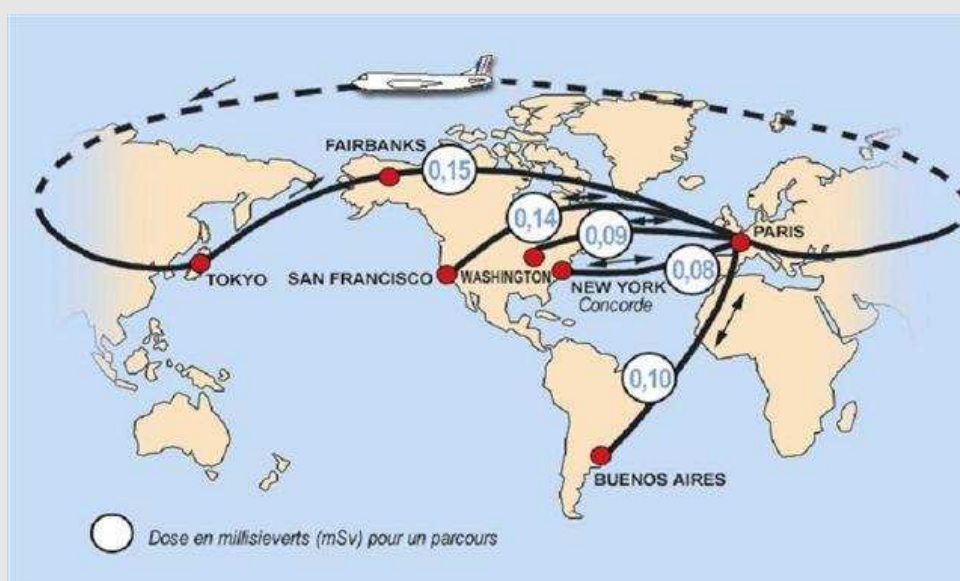 FAIRBANKS
0,15
0,14
0,09
PARIS
TOKYO
SAN FRANCISCO
WASHINGTON
0,08
NEW YORK
Concorde
0,10
BUENOS AIRES
Dose en millisieverts (mSv) pour un parcours